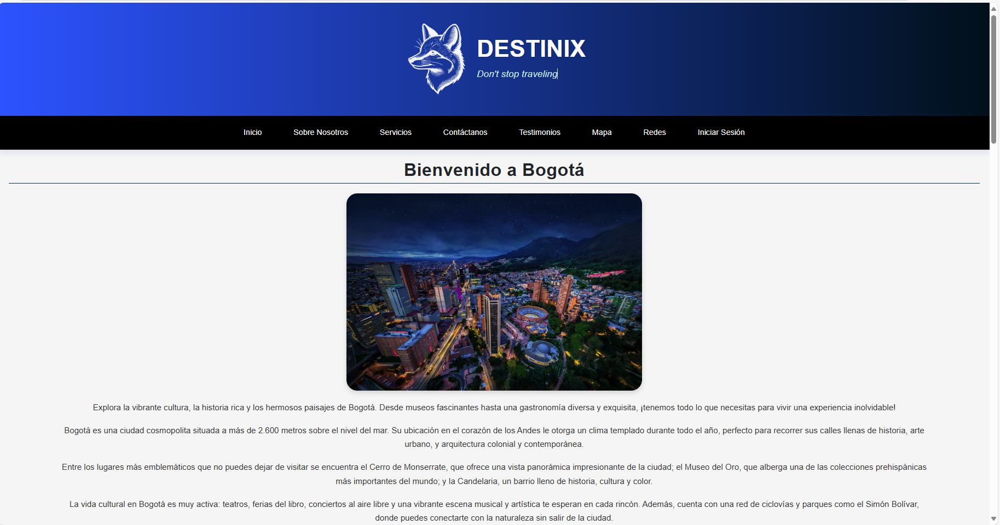 DESTINIX
Don't stop traveling
Inicio
Sobre Nosotros
Servicios
Contáctanos
Testimonios
Mapa
Redes
Iniciar Sesión
Bienvenido a Bogotá
Explora la vibrante cultura, la historia rica y los hermosos paisajes de Bogotá. Desde museos fascinantes hasta una gastronomía diversa y exquisita, ¡tenemos todo lo que necesitas para vivir una experiencia inolvidable!
Bogotá es una ciudad cosmopolita situada a más de 2.600 metros sobre el nivel del mar. Su ubicación en el corazón de los Andes le otorga un clima templado durante todo el año, perfecto para recorrer sus calles llenas de historia, arte
urbano, y arquitectura colonial y contemporánea.
Entre los lugares más emblemáticos que no puedes dejar de visitar se encuentra el Cerro de Monserrate, que ofrece una vista panorámica impresionante de la ciudad; el Museo del Oro, que alberga una de las colecciones prehispánicas
más importantes del mundo; y la Candelaria, un barrio lleno de historia, cultura y color.
La vida cultural en Bogotá es muy activa: teatros, ferias del libro, conciertos al aire libre y una vibrante escena musical y artística te esperan en cada rincón. Además, cuenta con una red de ciclovías y parques como el Simón Bolívar,
donde puedes conectarte con la naturaleza sin salir de la ciudad.